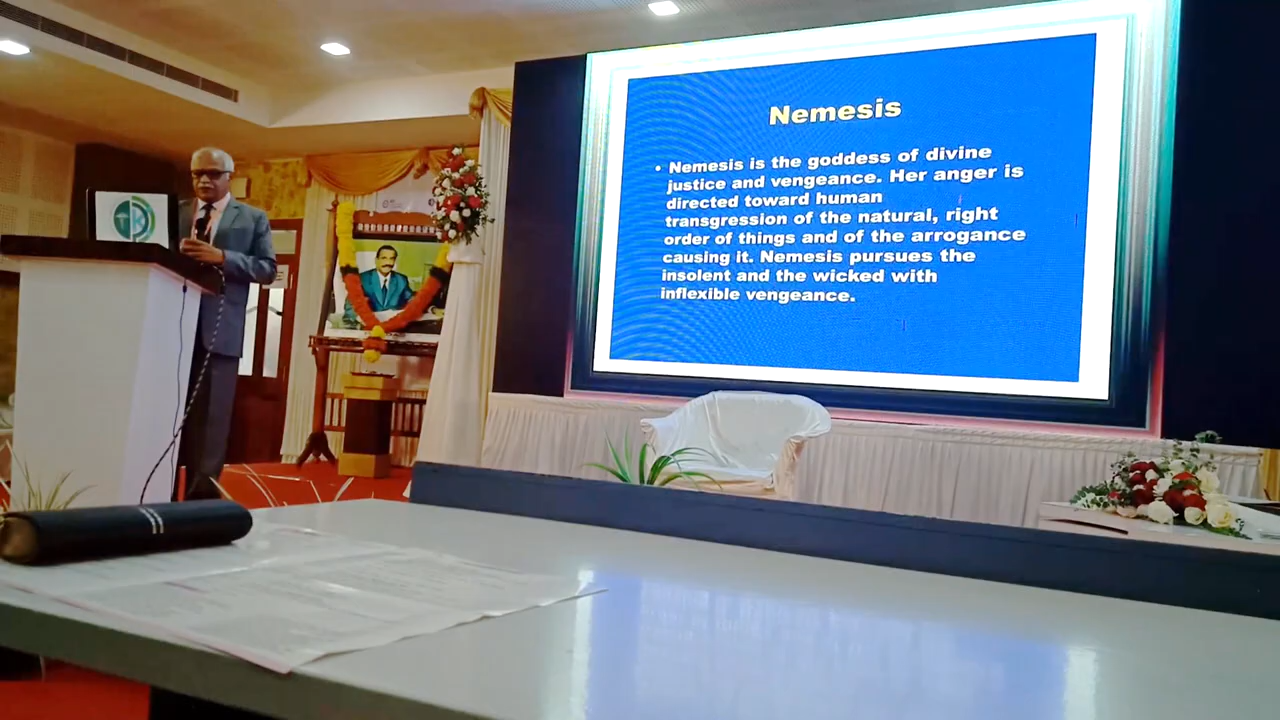 Nemesis
• Nemesis is the goddess of divine
justice and vengeance. Her anger is
directed toward human
transgression of the natural, right
order of things and of the arrogance
causing it. Nemesis pursues the
insolent and the wicked with
inflexible vengeance.